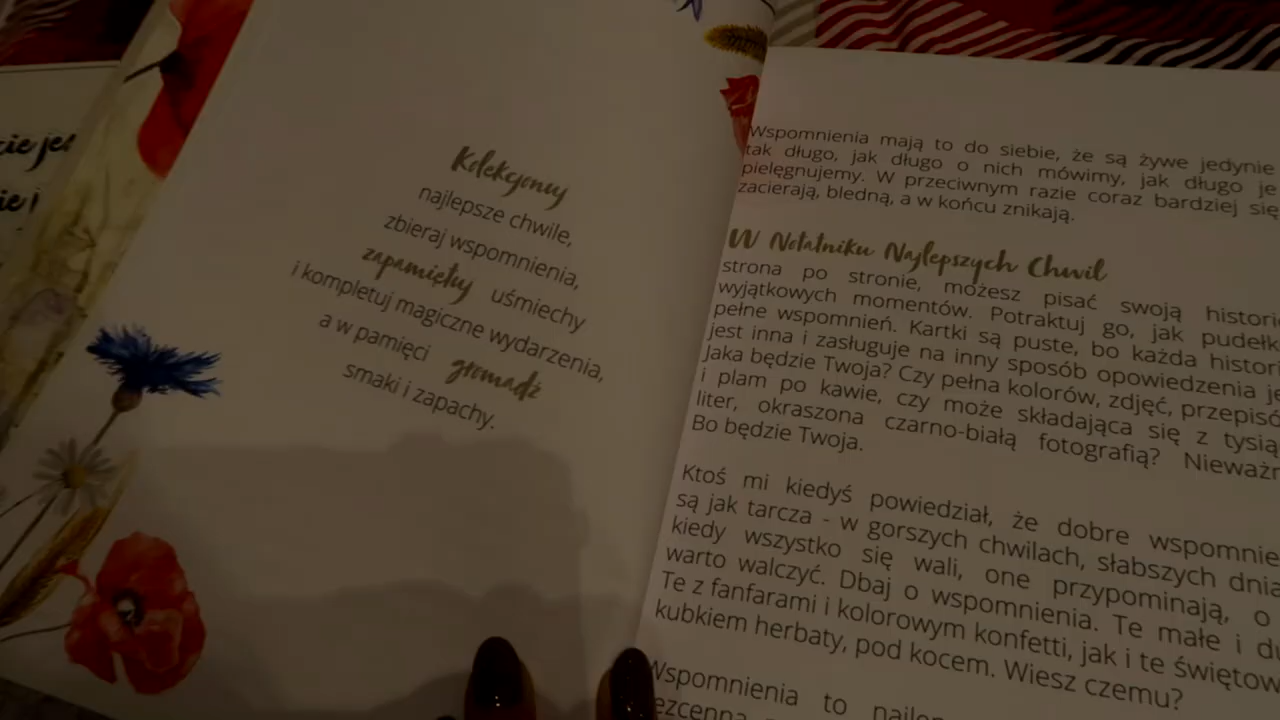 Kolekcjonuj
najlepsze chwile,
zbieraj wspomnienia,
zapamiętuj uśmiechy
i kompletuj magiczne wydarzenia,
a w pamięci gromadź
smaki i zapachy.
Wspomnienia mają to do siebie, że są żywe jedynie
tak długo, jak długo o nich mówimy, jak długo je
pielęgnujemy. W przeciwnym razie coraz bardziej się
zacierają, bledną, a w końcu znikają.
W Notatniku Najlepszych Chwil
strona po stronie, możesz pisać swoją histori
wyjątkowych momentów. Potraktuj go, jak pudełk
pełne wspomnień. Kartki są puste, bo każda histori
jest inna i zasługuje na inny sposób opowiedzenia je
Jaka będzie Twoja? Czy pełna kolorów, zdjęć, przepisó
i plam po kawie, czy może składająca się z tysią
liter, okraszona czarno-białą fotografią? Nieważn
Bo będzie Twoja.
Ktoś mi kiedyś powiedział, że dobre wspomnie
są jak tarcza - w gorszych chwilach, słabszych dnia
kiedy wszystko się wali, one przypominają, o
warto walczyć. Dbaj o wspomnienia. Te małe i du
Te z fanfarami i kolorowym konfetti, jak i te świętow
kubkiem herbaty, pod kocem. Wiesz czemu?
Wspomnienia to